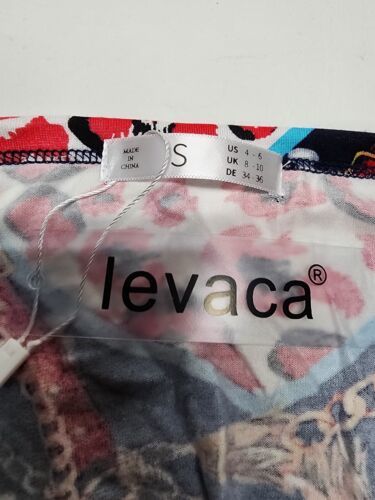 MADE
IN
CHINA
S
US 4 - 6
UK 8 - 10
DE 34 - 36
levaca®